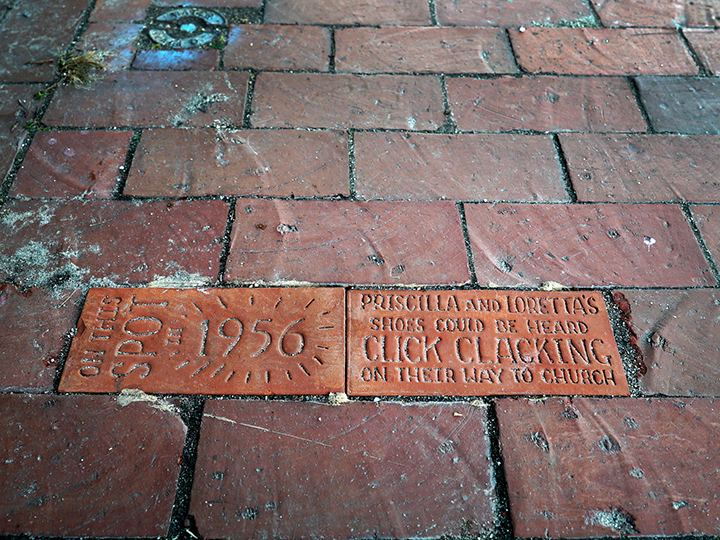 ON THIS
SPOT
IN
1956
PRISCILLA AND LORETTA'S
SHOES COULD BE HEARD
CLICK CLACKING
ON THEIR WAY TO CHURCH